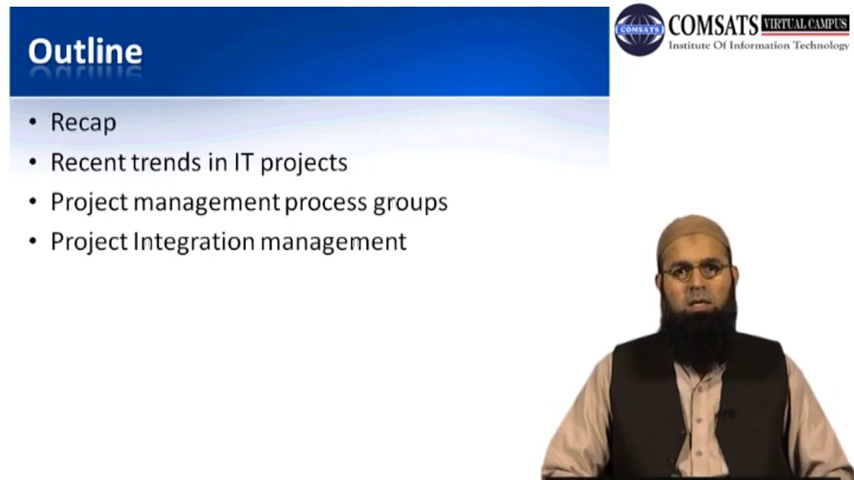 Outline
COMSATS VIRTUAL CAMPUS
COMSATS
Institute Of Information Technology
• Recap
• Recent trends in IT projects
• Project management process groups
• Project Integration management